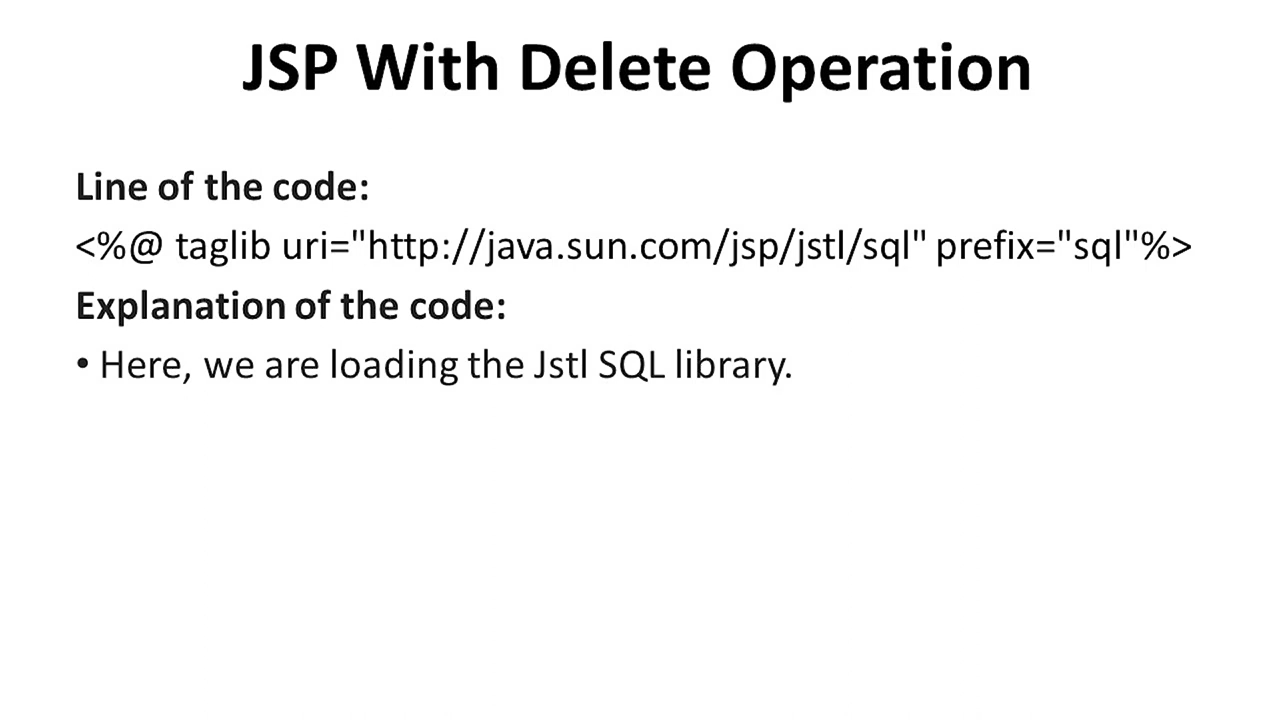 JSP With Delete Operation
Line of the code:
<%@ taglib uri="http://java.sun.com/jsp/jstl/sql" prefix="sql"%>
Explanation of the code:
• Here, we are loading the Jstl SQL library.